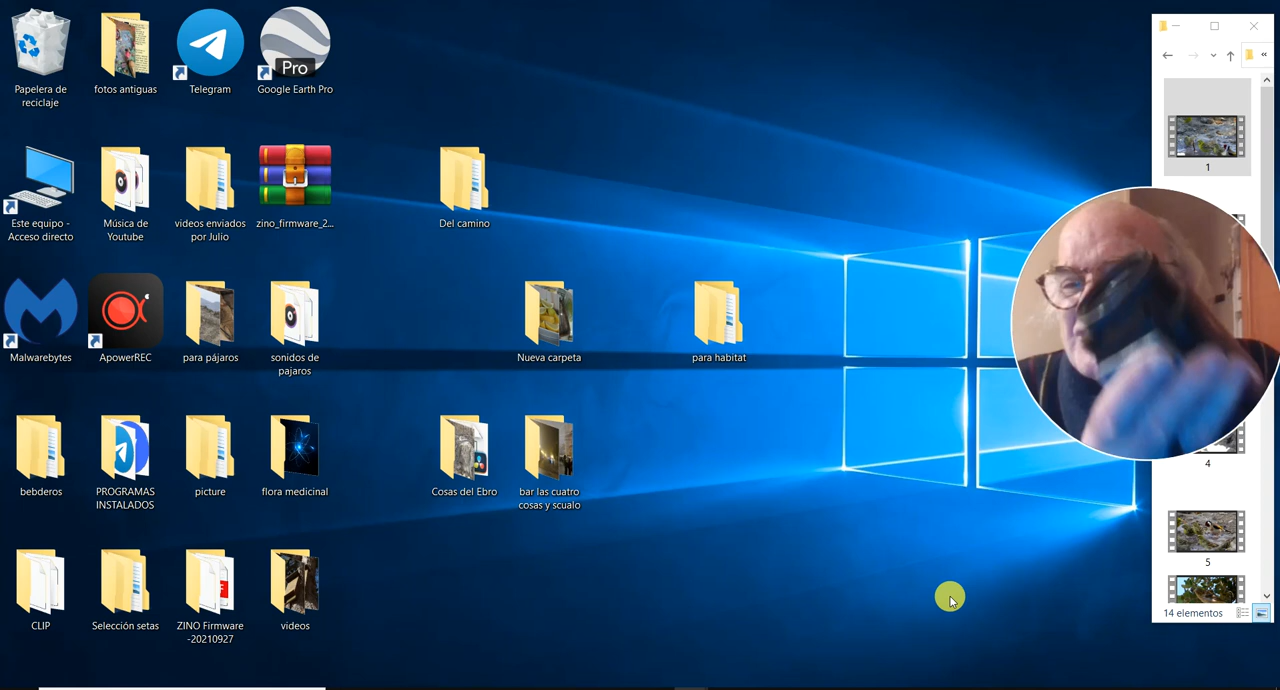 Papelera de
reciclaje
fotos antiguas
Telegram
Pro
Google Earth Pro
«
1
Este equipo -
Acceso directo
Música de
Youtube
videos enviados
por Julio
zino_firmware_2...
Del camino
Malwarebytes
ApowerREC
para pájaros
sonidos de
pajaros
Nueva carpeta
para habitat
bebderos
PROGRAMAS
INSTALADOS
picture
flora medicinal
Cosas del Ebro
bar las cuatro
cosas y scualo
4
5
CLIP
Selección setas
ZINO Firmware
-20210927
videos
14 elementos